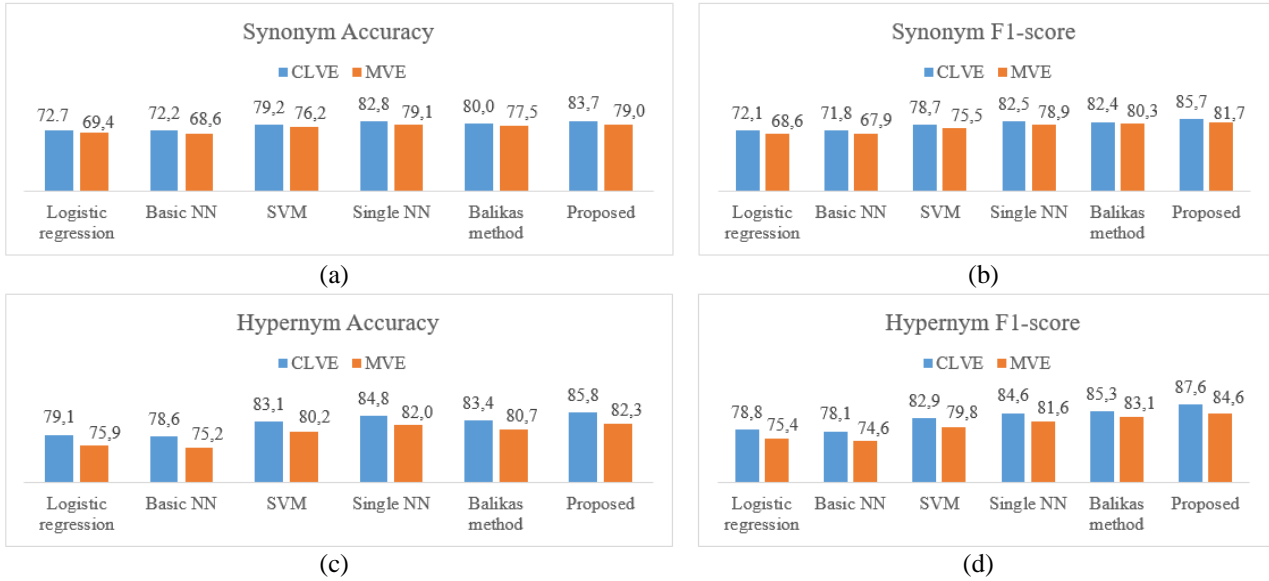 Synonym Accuracy
CLVE MVE
72.7 69,4 72,2 68,6 79,2 76,2 82,8 79,1 80,0 77,5 83,7 79,0
Logistic regression Basic NN SVM Single NN Balikas method Proposed
(a)
Synonym F1-score
CLVE MVE
72,1 68,6 71,8 67,9 78,7 75,5 82,5 78,9 82,4 80,3 85,7 81,7
Logistic regression Basic NN SVM Single NN Balikas method Proposed
(b)
Hypernym Accuracy
CLVE MVE
79,1 75,9 78,6 75,2 83,1 80,2 84,8 82,0 83,4 80,7 85,8 82,3
Logistic regression Basic NN SVM Single NN Balikas method Proposed
(c)
Hypernym F1-score
CLVE MVE
78,8 75,4 78,1 74,6 82,9 79,8 84,6 81,6 85,3 83,1 87,6 84,6
Logistic regression Basic NN SVM Single NN Balikas method Proposed
(d)